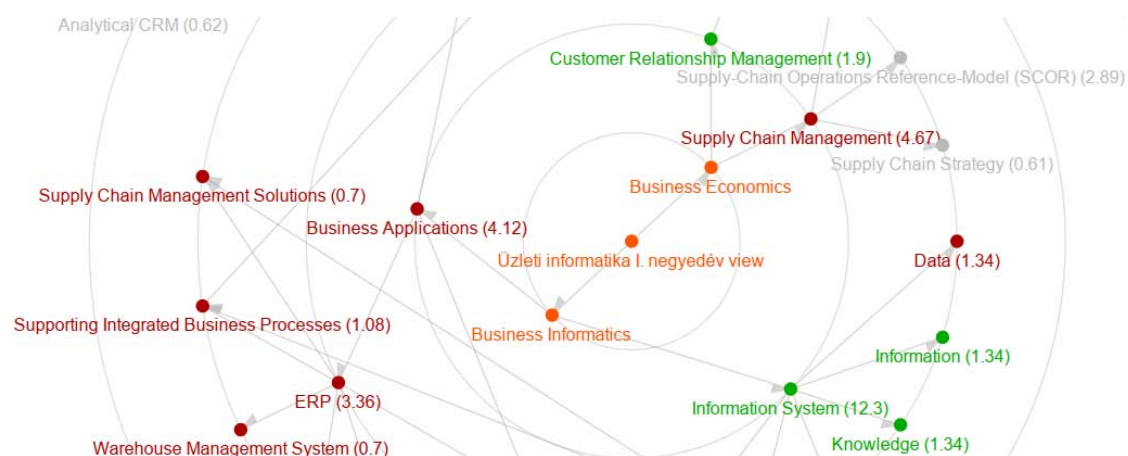 Analytical CRM (0.62)
Customer Relationship Management (1.9)
Supply-Chain Operations Reference-Model (SCOR) (2.89)
Supply Chain Management (4.67)
Supply Chain Strategy (0.61)
Business Economics
Supply Chain Management Solutions (0.7)
Business Applications (4.12)
Üzleti informatika I. negyedév view
Data (1.34)
Supporting Integrated Business Processes (1.08)
Business Informatics
Information (1.34)
ERP (3.36)
Information System (12.3)
Warehouse Management System (0.7)
Knowledge (1.34)